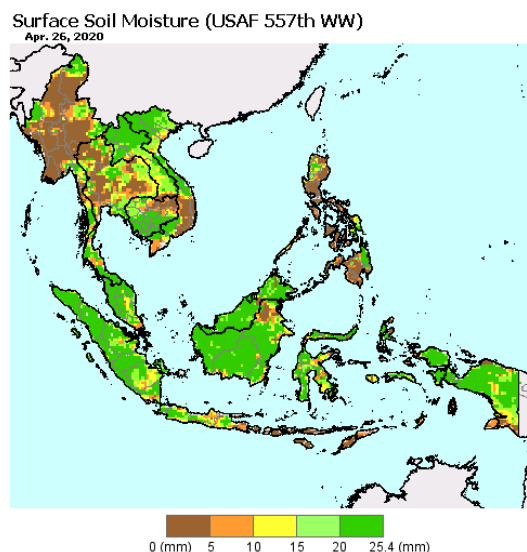 Surface Soil Moisture (USAF 557th WW)
Apr. 26, 2020
0 (mm) 5 10 15 20 25.4 (mm)